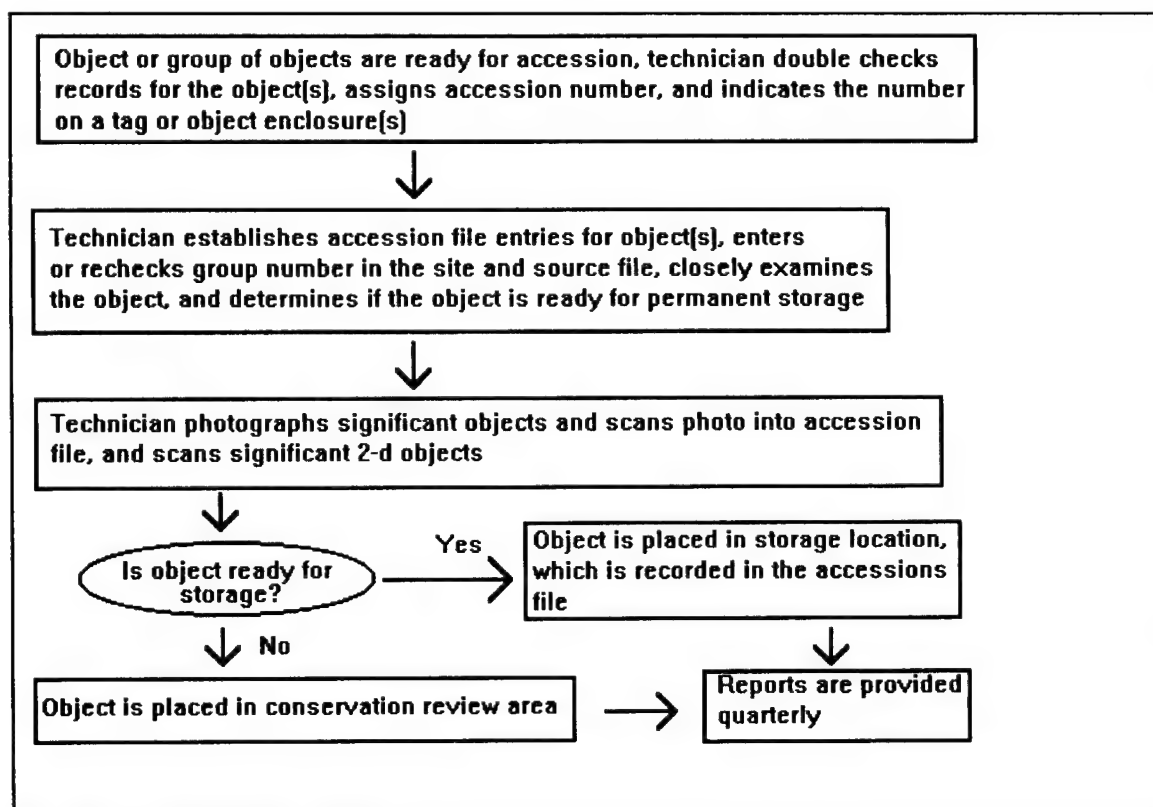 Object or group of objects are ready for accession, technician double checks
records for the object(s), assigns accession number, and indicates the number
on a tag or object enclosure(s)
Technician establishes accession file entries for object(s), enters
or rechecks group number in the site and source file, closely examines
the object, and determines if the object is ready for permanent storage
Technician photographs significant objects and scans photo into accession
file, and scans significant 2-d objects
Is object ready for
storage?
Yes
Object is placed in storage location,
which is recorded in the accessions
file
No
Object is placed in conservation review area
Reports are provided
quarterly